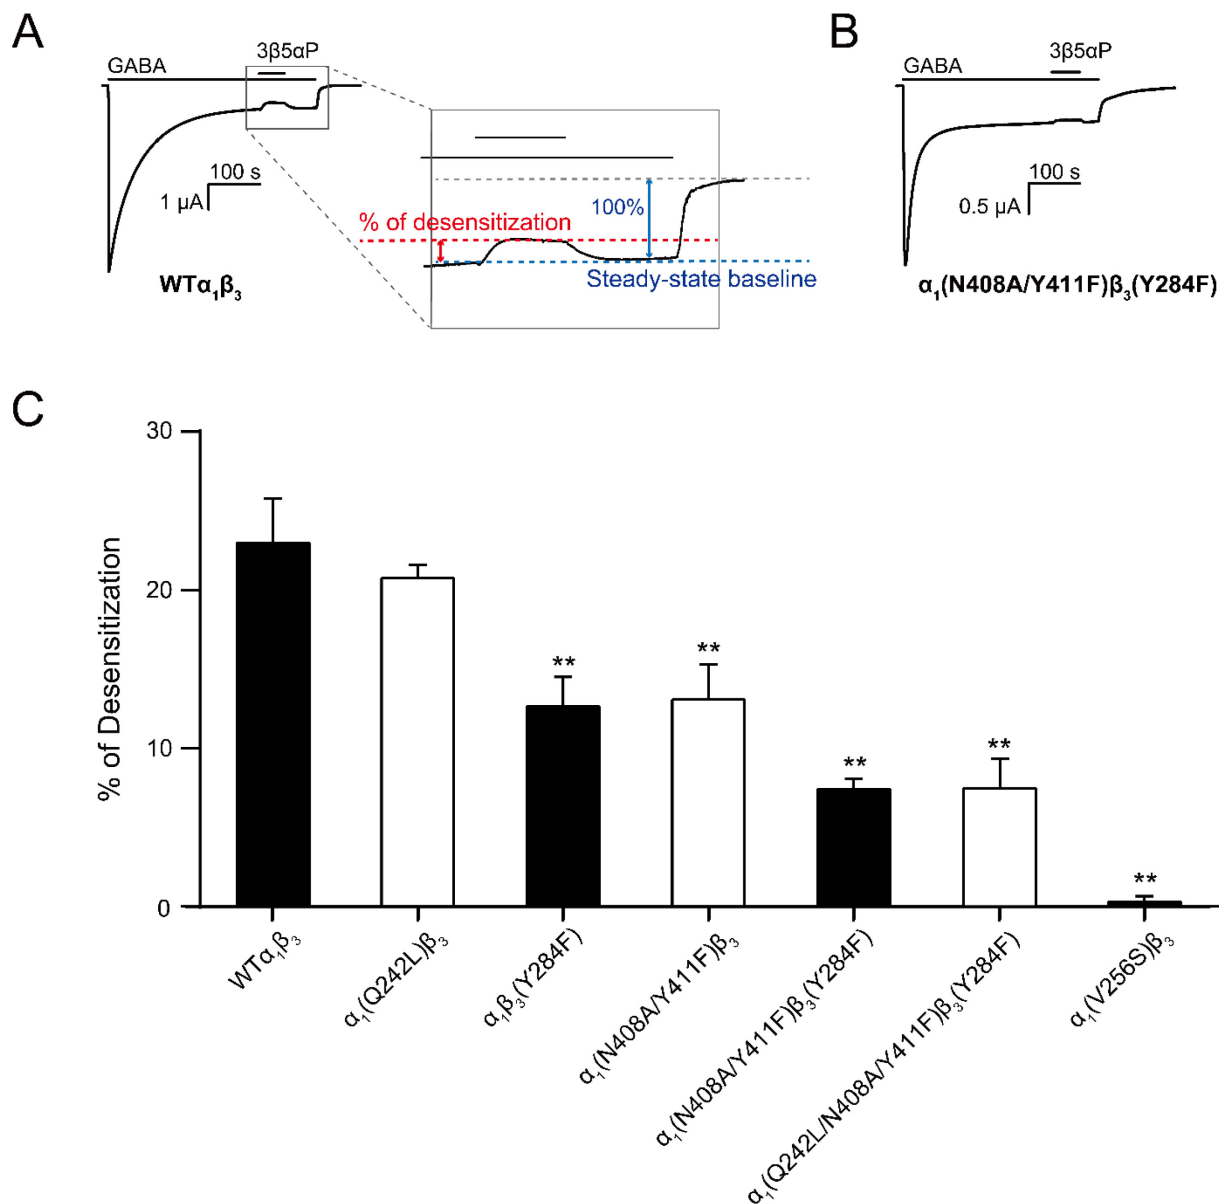 A
GABA
3β5αP
1 μA
100 s
WTα₁β₃
% of desensitization
100%
Steady-state baseline
B
GABA
3β5αP
100 s
0.5 μA
α₁(N408A/Y411F)β₃(Y284F)
C
% of Desensitization
30
20
10
0
**
**
**
**
**
WTα₁β₃
α₁(Q242L)β₃
α₁β₃(Y284F)
α₁(N408A/Y411F)β₃
α₁(N408A/Y411F)β₃(Y284F)
α₁(Q242L/N408A/Y411F)β₃(Y284F)
α₁(V256S)β₃